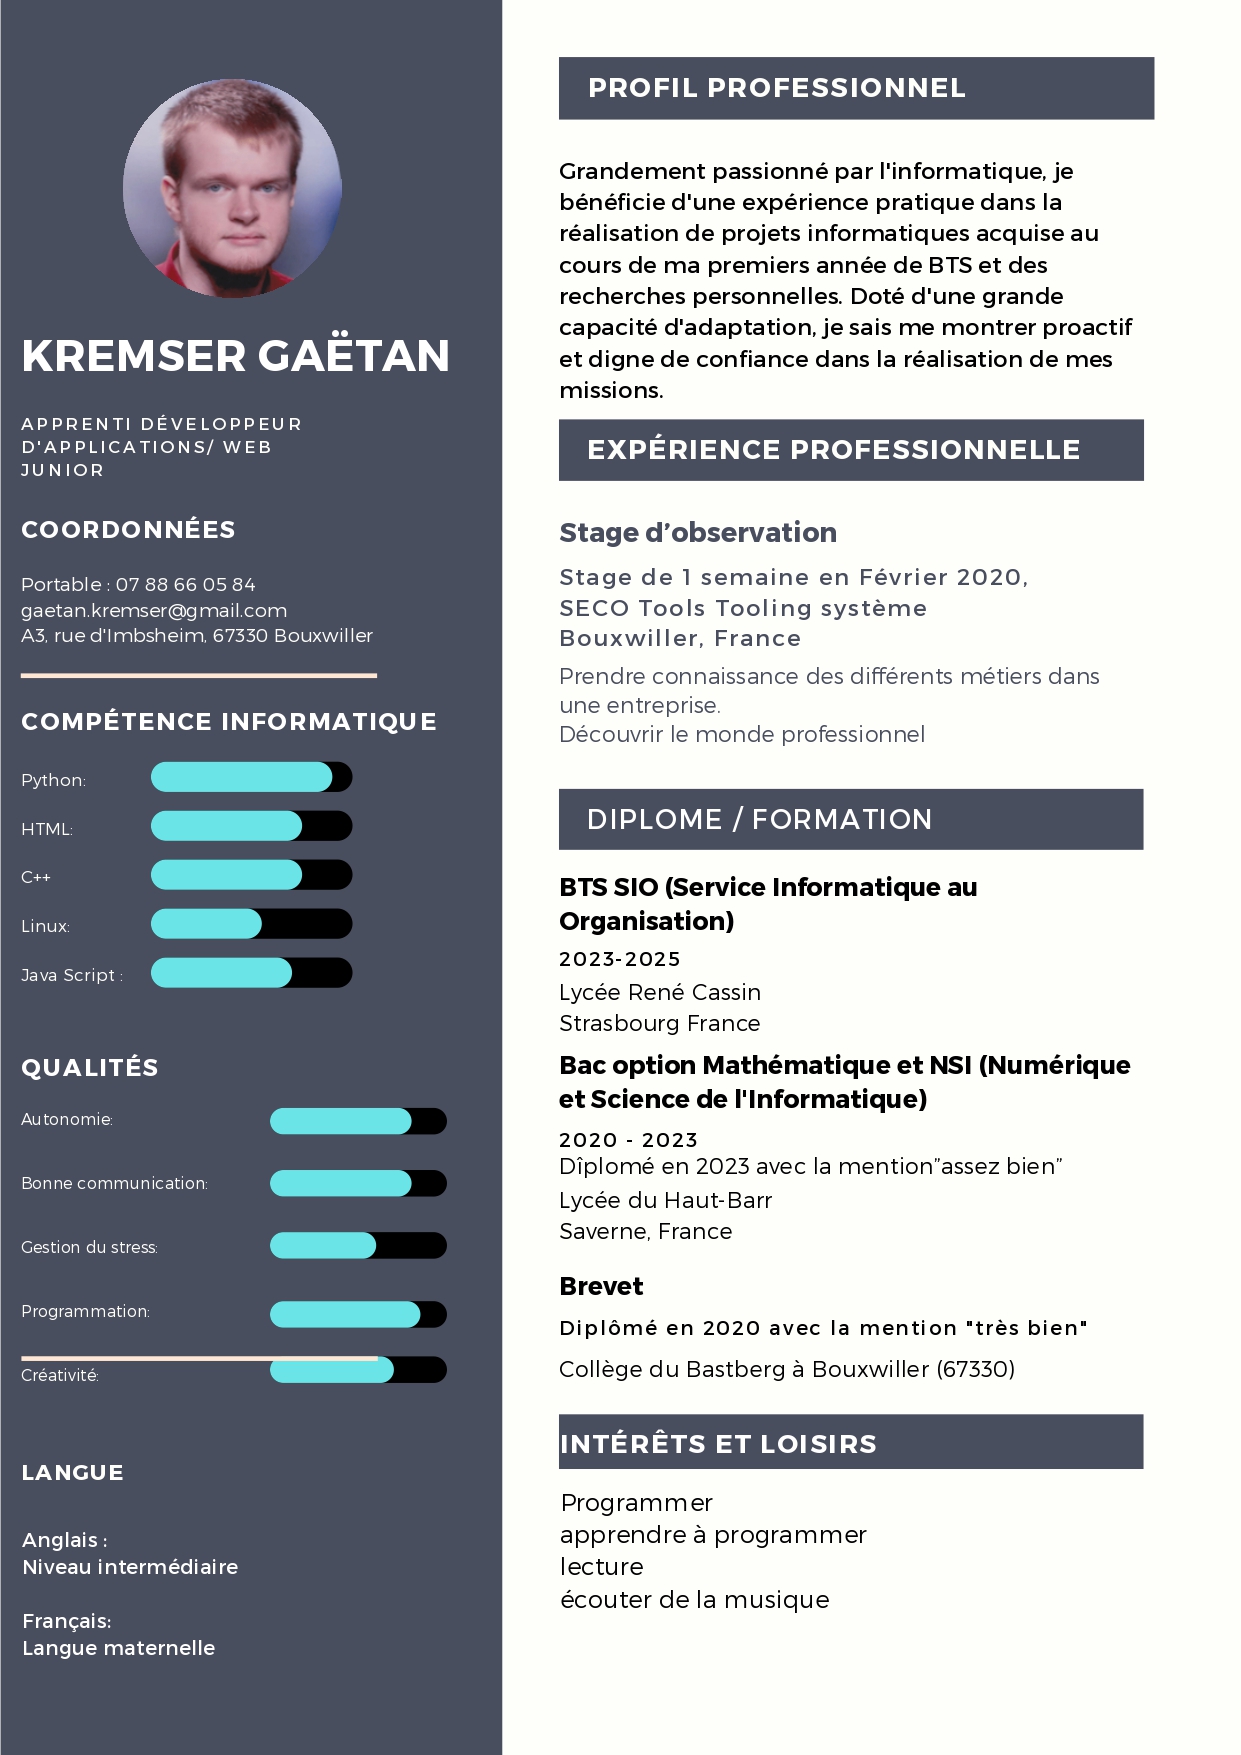 KREMSER GAËTAN
APPRENTI DÉVELOPPEUR
D'APPLICATIONS/ WEB
JUNIOR
COORDONNÉES
Portable : 07 88 66 05 84
gaetan.kremser@gmail.com
A3, rue d'Imbsheim, 67330 Bouxwiller
COMPÉTENCE INFORMATIQUE
Python:
HTML:
C++
Linux:
Java Script :
QUALITÉS
Autonomie:
Bonne communication:
Gestion du stress:
Programmation:
Créativité:
LANGUE
Anglais :
Niveau intermédiaire
Français:
Langue maternelle
PROFIL PROFESSIONNEL
Grandement passionné par l'informatique, je
bénéficie d'une expérience pratique dans la
réalisation de projets informatiques acquise au
cours de ma premiers année de BTS et des
recherches personnelles. Doté d'une grande
capacité d'adaptation, je sais me montrer proactif
et digne de confiance dans la réalisation de mes
missions.
EXPÉRIENCE PROFESSIONNELLE
Stage d’observation
Stage de 1 semaine en Février 2020,
SECO Tools Tooling système
Bouxwiller, France
Prendre connaissance des différents métiers dans
une entreprise.
Découvrir le monde professionnel
DIPLOME / FORMATION
BTS SIO (Service Informatique au
Organisation)
2023-2025
Lycée René Cassin
Strasbourg France
Bac option Mathématique et NSI (Numérique
et Science de l'Informatique)
2020 - 2023
Dîplomé en 2023 avec la mention”assez bien”
Lycée du Haut-Barr
Saverne, France
Brevet
Diplômé en 2020 avec la mention "très bien"
Collège du Bastberg à Bouxwiller (67330)
INTÉRÊTS ET LOISIRS
Programmer
apprendre à programmer
lecture
écouter de la musique